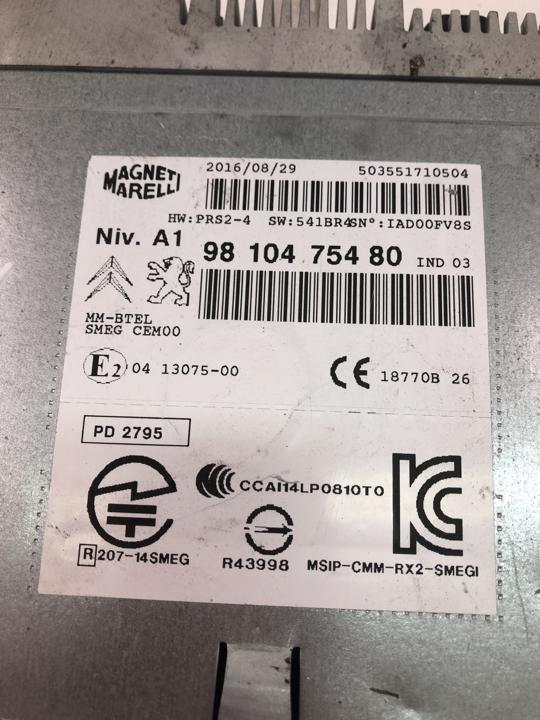 MAGNETI
MARELLI
2016/08/29 503551710504
HW:PRS2-4 SW:541BR4SN°:IAD00FV8S
Niv. A1 98 104 754 80 IND 03
MM-BTEL
SMEG CEM00
E2 04 13075-00 CE 18770B 26
PD 2795
CCAI14LP0810T0
R 207-14SMEG R43998 MSIP-CMM-RX2-SMEGI